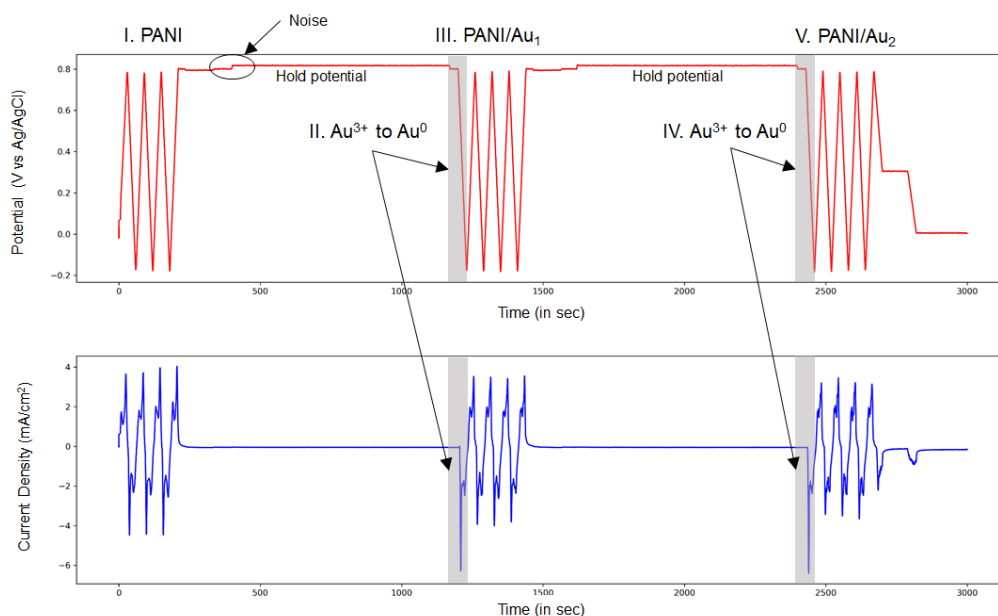 Noise
I. PANI
III. PANI/Au₁
V. PANI/Au₂
0.8
0.6
0.4
0.2
0.0
−0.2
Potential (V vs Ag/AgCl)
Hold potential
Hold potential
II. Au³⁺ to Au⁰
IV. Au³⁺ to Au⁰
0
500
1000
1500
2000
2500
3000
Time (in sec)
4
2
0
−2
−4
−6
Current Density (mA/cm²)
0
500
1000
1500
2000
2500
3000
Time (in sec)